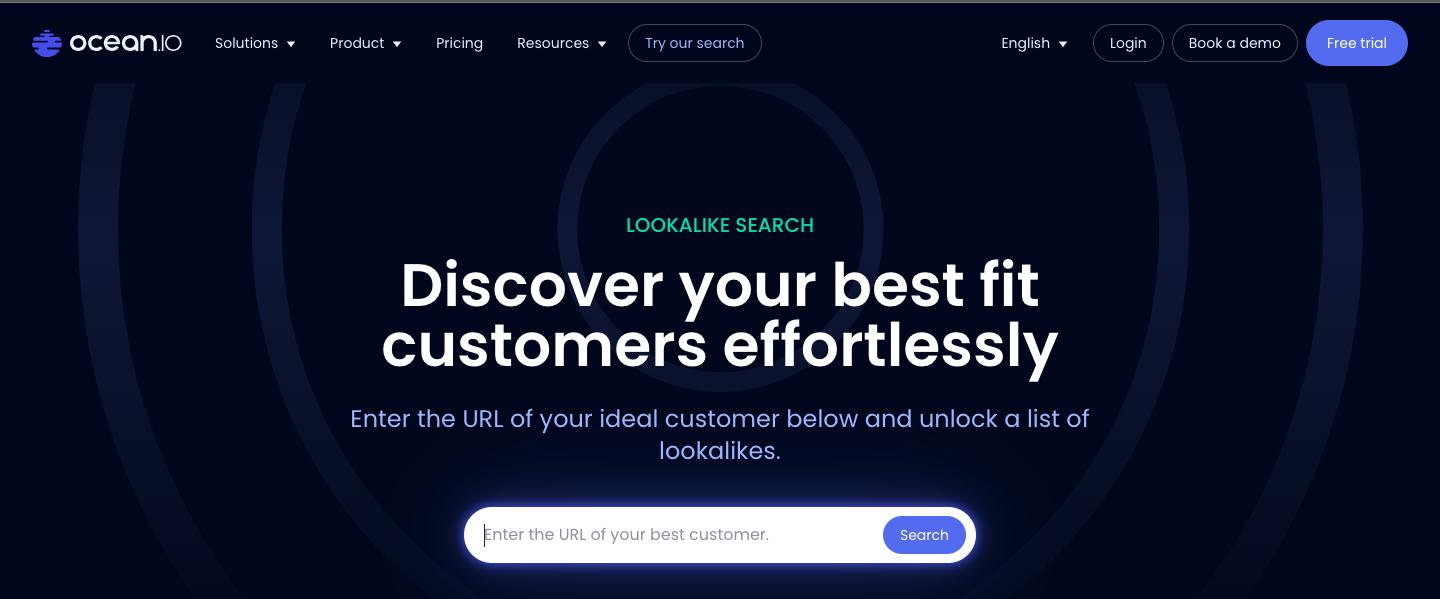 ocean.IO Solutions Product Pricing Resources Try our search English Login Book a demo Free trial
LOOKALIKE SEARCH
Discover your best fit
customers effortlessly
Enter the URL of your ideal customer below and unlock a list of
lookalikes.
Enter the URL of your best customer. Search